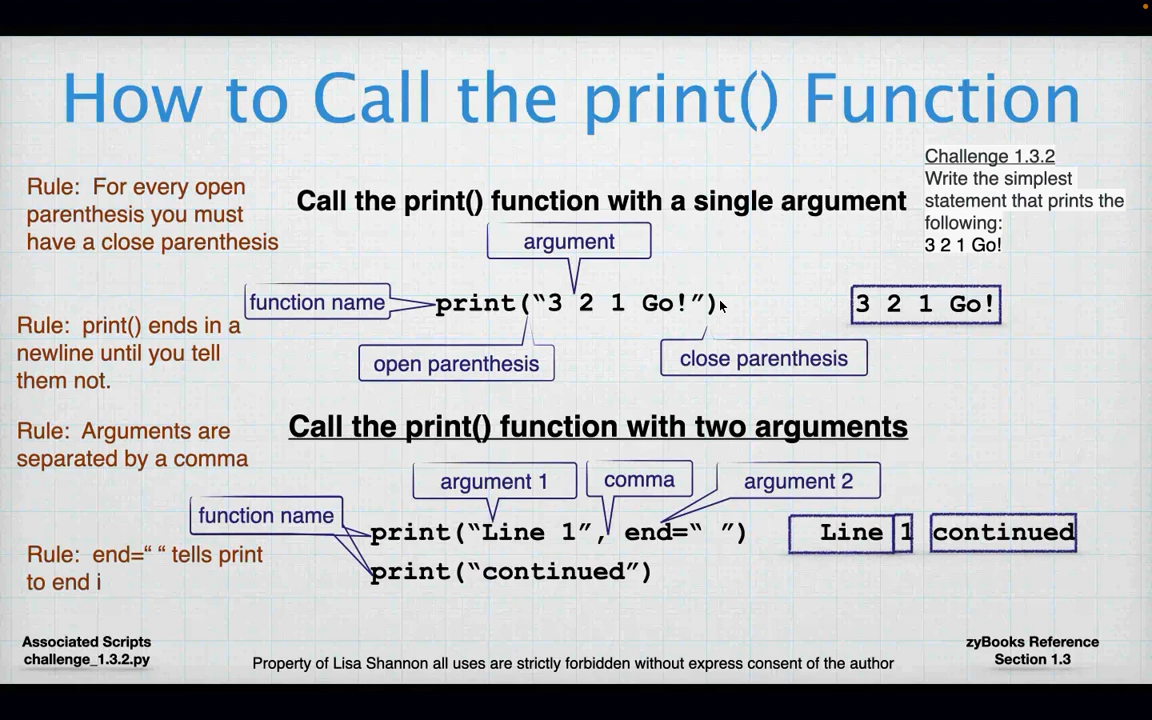 How to Call the print() Function
Challenge 1.3.2
Write the simplest
statement that prints the
following:
3 2 1 Go!
Rule:  For every open
parenthesis you must
have a close parenthesis
Call the print() function with a single argument
argument
function name
print(“3 2 1 Go!”)
3 2 1 Go!
open parenthesis
close parenthesis
Rule:  print() ends in a
newline until you tell
them not.
Rule:  Arguments are
separated by a comma
Call the print() function with two arguments
argument 1
comma
argument 2
function name
print(“Line 1”, end=“ ”)
Line 1 continued
print(“continued”)
Rule:  end=“ “ tells print
to end i
Associated Scripts
challenge_1.3.2.py
Property of Lisa Shannon all uses are strictly forbidden without express consent of the author
zyBooks Reference
Section 1.3